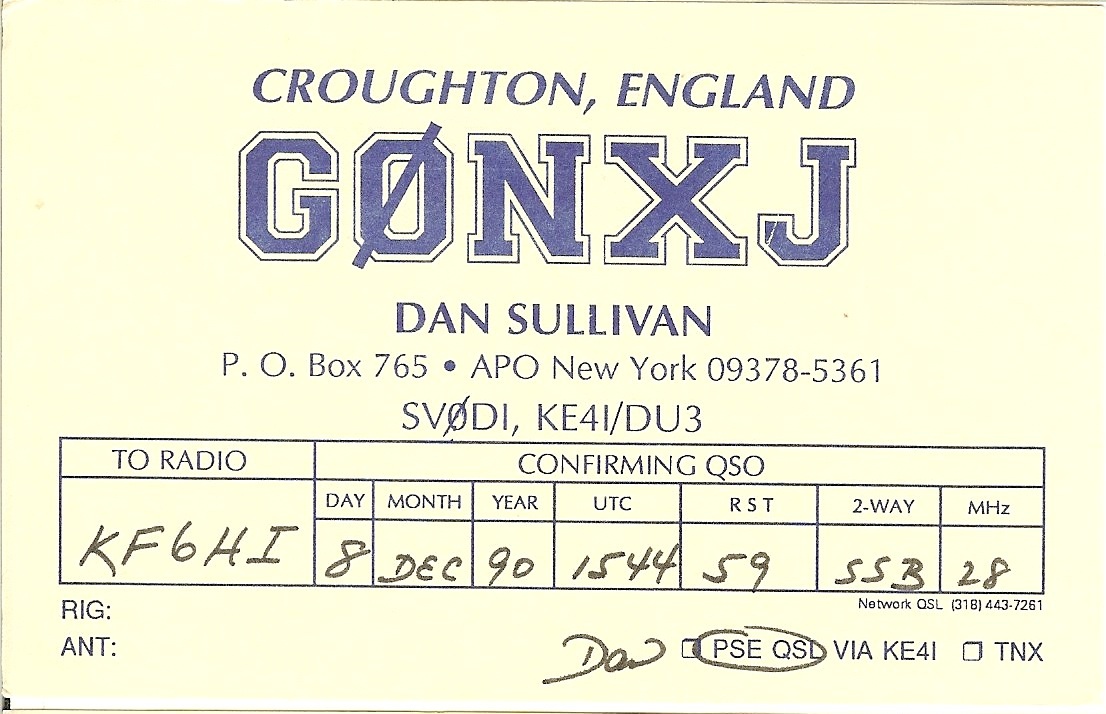 CROUGHTON, ENGLAND
GØNXJ
DAN SULLIVAN
P. O. Box 765 • APO New York 09378-5361
SVØDI, KE4I/DU3
TO RADIO CONFIRMING QSO
DAY MONTH YEAR UTC RST 2-WAY MHz
KF6HI 8 DEC 90 1544 59 SSB 28
RIG: Network QSL (318) 443-7261
ANT: Dan ☐ PSE QSL VIA KE4I ☐ TNX